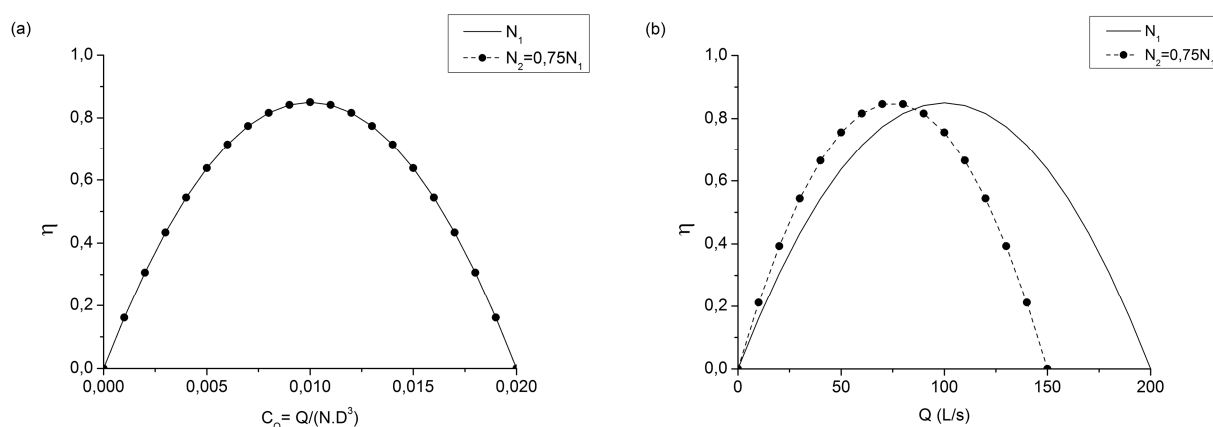 (a)
N₁
N₂=0,75N₁
1,0
0,8
0,6
0,4
0,2
0,0
η
0,000 0,005 0,010 0,015 0,020
C_Q= Q/(N.D³)
(b)
N₁
N₂=0,75N₁
1,0
0,8
0,6
0,4
0,2
0,0
η
0 50 100 150 200
Q (L/s)